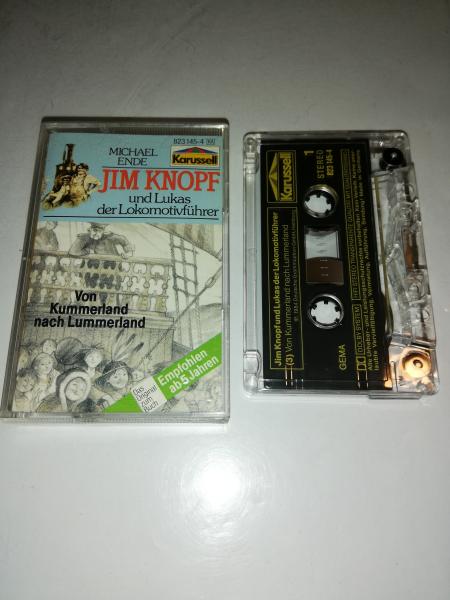 823 145-4
MICHAEL
ENDE
Karussell
JIM KNOPF
und Lukas
der Lokomotivführer
Von
Kummerland
nach Lummerland
Das
Original
zum
Buch
Empfohlen
ab 5 Jahren
Karussell
1
STEREO
823 145-4
Jim Knopf und Lukas der Lokomotivführer
(3) Von Kummerland nach Lummerland
GEMA
DOLBY SYSTEM